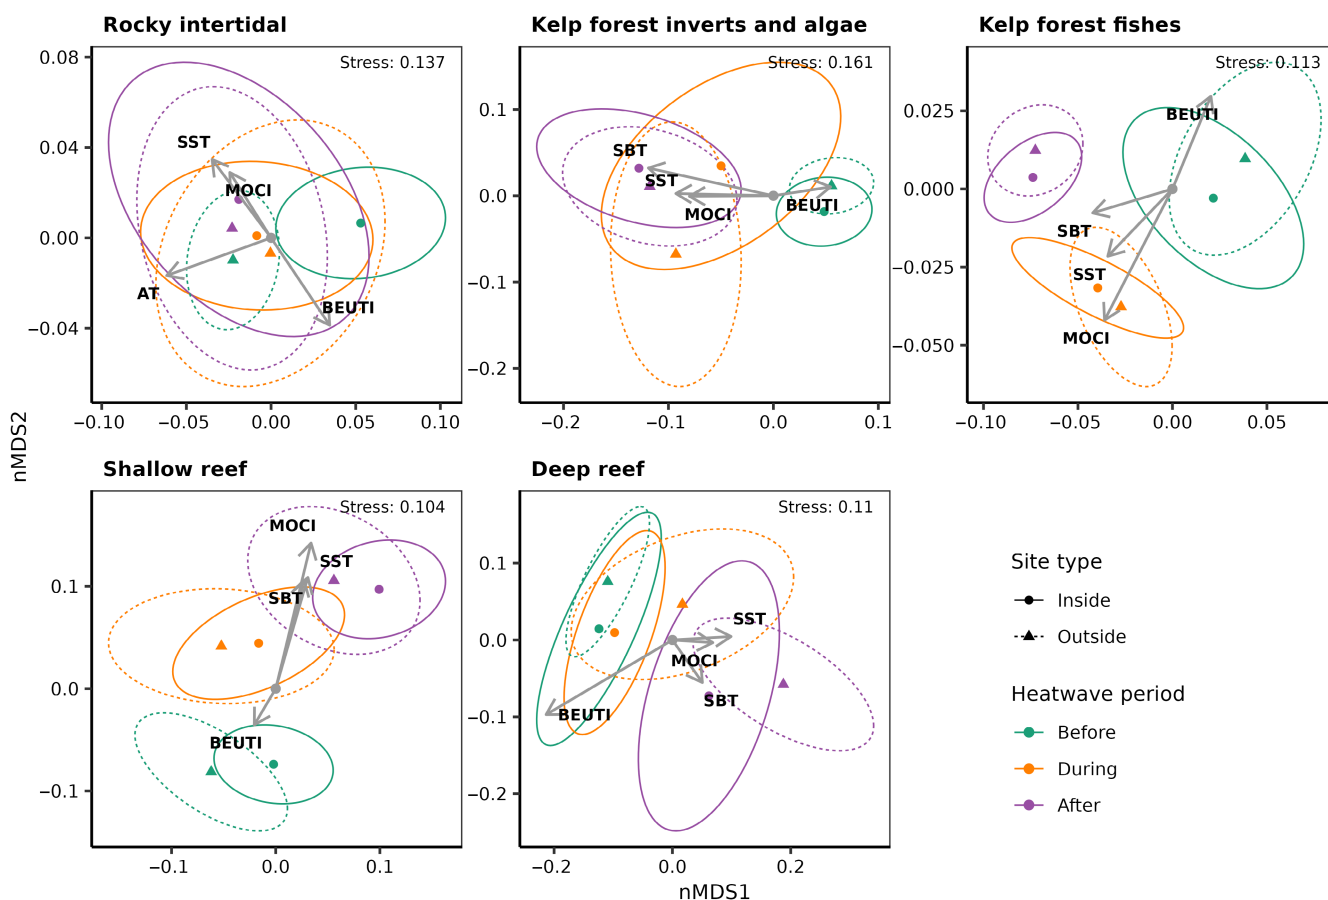 Rocky intertidal
Kelp forest inverts and algae
Kelp forest fishes
Stress: 0.137
Stress: 0.161
Stress: 0.113
0.08
0.04
0.00
−0.04
SST
MOCI
AT
BEUTI
−0.10
−0.05
0.00
0.05
0.10
0.1
0.0
−0.1
−0.2
SBT
SST
MOCI
BEUTI
−0.2
−0.1
0.0
0.1
0.025
0.000
−0.025
−0.050
BEUTI
SBT
SST
MOCI
−0.10
−0.05
0.00
0.05
nMDS2
Shallow reef
Deep reef
Stress: 0.104
Stress: 0.11
0.1
0.0
−0.1
MOCI
SST
SBT
BEUTI
−0.1
0.0
0.1
0.1
0.0
−0.1
−0.2
SST
MOCI
SBT
BEUTI
−0.2
0.0
0.2
nMDS1
Site type
Inside
Outside
Heatwave period
Before
During
After